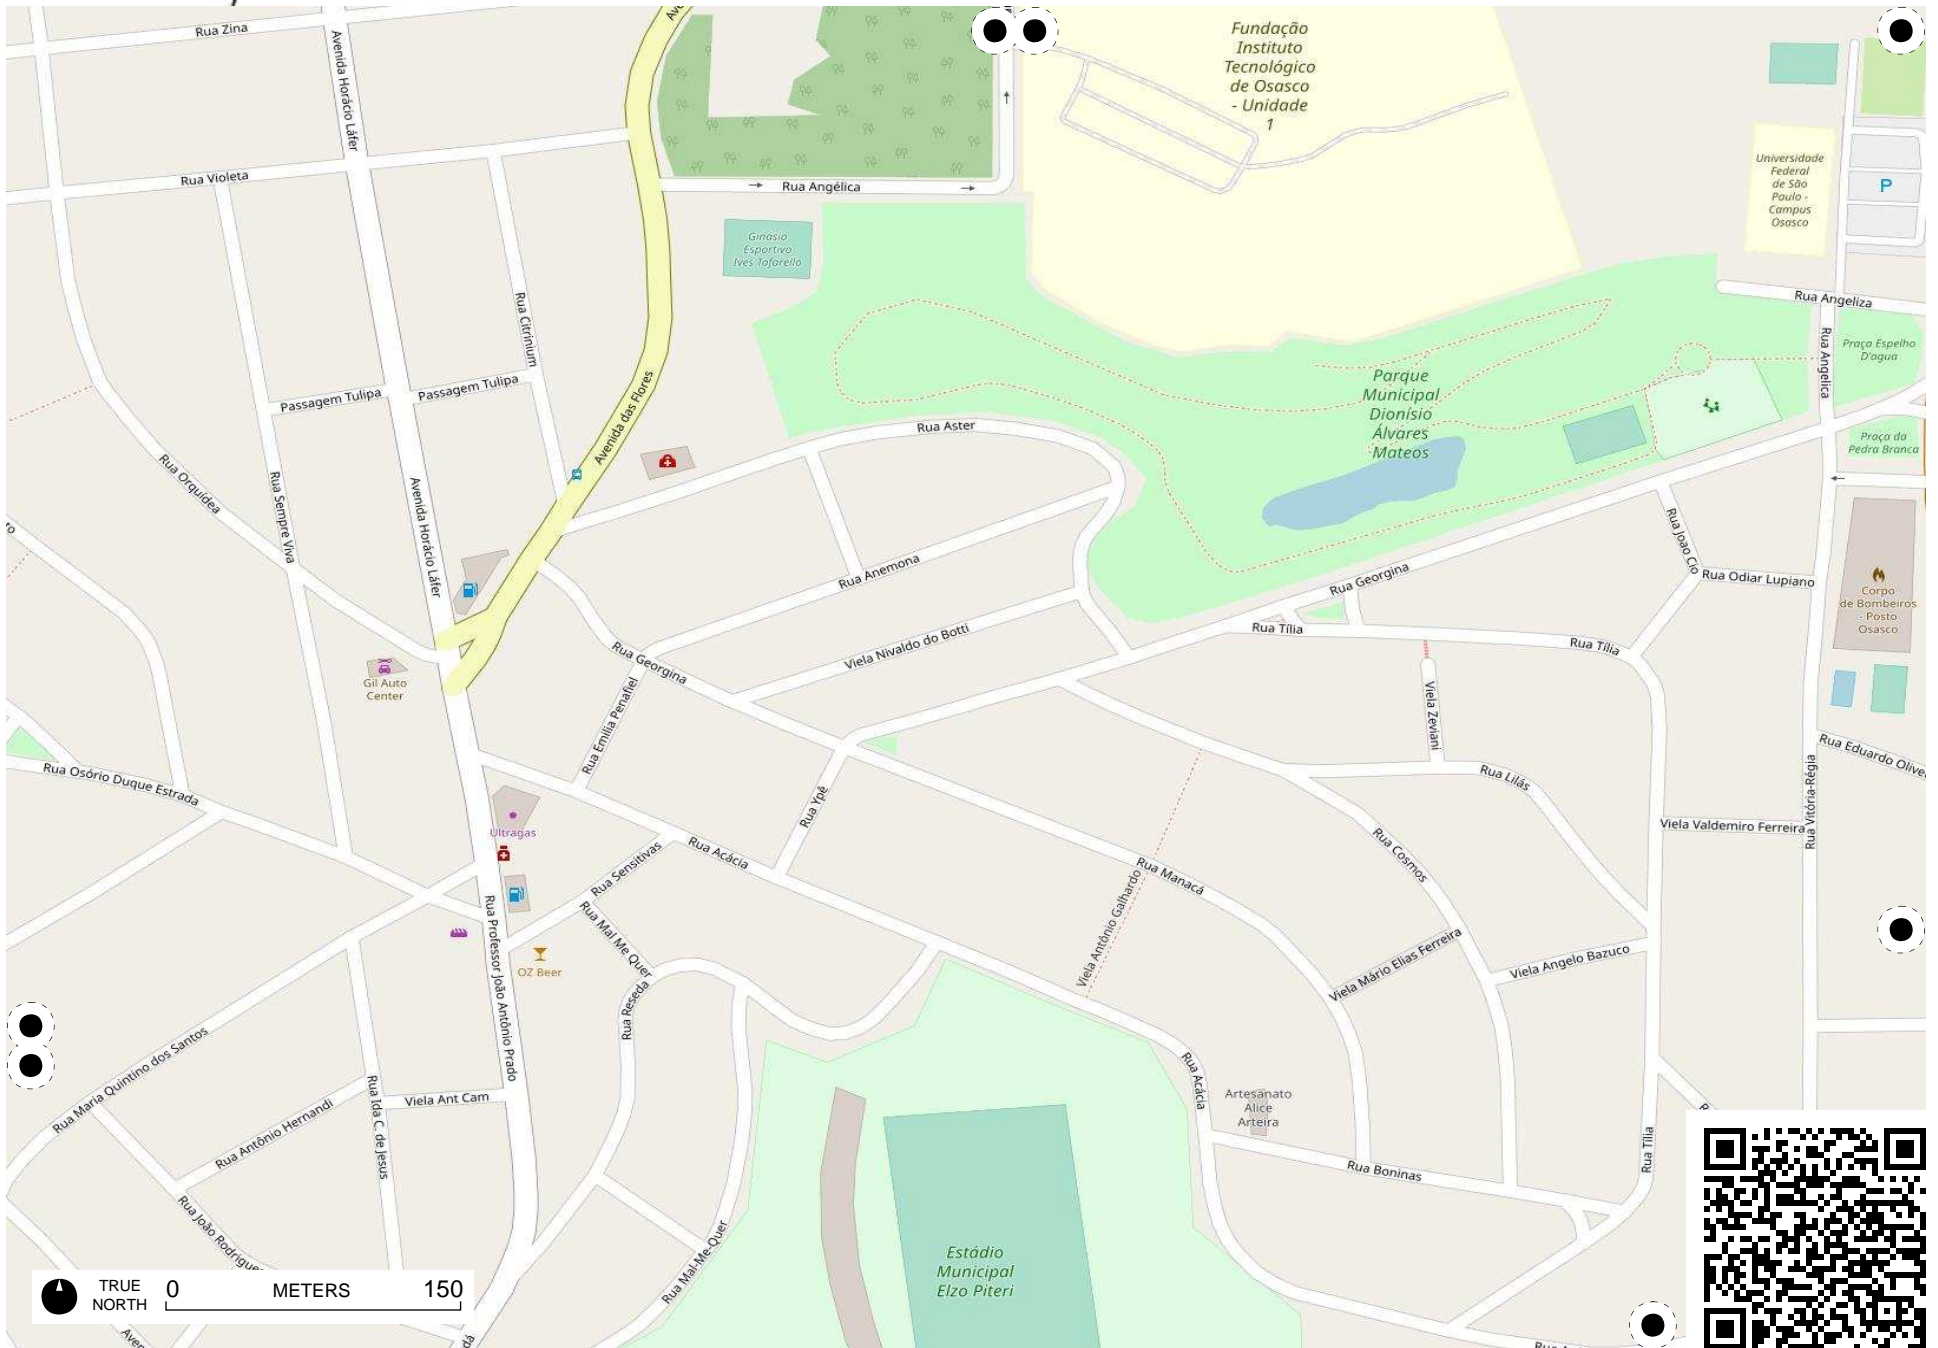 Rua Zina
Avenida Horácio Láfer
Fundação
Instituto
Tecnológico
de Osasco
- Unidade
1
Rua Violeta
Rua Angélica
Universidade
Federal
de São
Paulo -
Campus
Osasco
P
Ginásio
Esportivo
Ives Tafarello
Rua Angeliza
Rua Citrinium
Rua Angelica
Praça Espelho
D'agua
Passagem Tulipa
Passagem Tulipa
Avenida das Flores
Parque
Municipal
Dionísio
Álvares
Mateos
Rua Aster
Praça da
Pedra Branca
Rua Orquídea
Rua Sempre Viva
Avenida Horácio Láfer
Rua Joao Cio
Rua Anemona
Rua Georgina
Rua Odiar Lupiano
Corpo
de Bombeiros
- Posto
Osasco
Viela Nivaldo do Botti
Rua Tília
Rua Tília
Rua Georgina
Gil Auto
Center
Rua Emilia Penafiel
Viela Zeviani
Rua Osório Duque Estrada
Rua Lilás
Rua Eduardo Olive
Rua Ypê
Rua Vitória-Régia
Ultragas
Viela Valdemiro Ferreira
Rua Acácia
Rua Sensitivas
Rua Cosmos
Rua Manacá
Viela Antônio Galhardo
Rua Mal Me Quer
Rua Professor João Antônio Prado
OZ Beer
Viela Mário Elias Ferreira
Viela Angelo Bazuco
Rua Reseda
Rua Maria Quintino dos Santos
Rua Acácia
Artesanato
Alice
Arteira
Viela Ant Cam
Rua Ida C. de Jesus
Rua Antônio Hernandi
Rua Boninas
Rua Tília
Rua João Rodrigue
Rua Mal-Me-Quer
Estádio
Municipal
Elzo Piteri
TRUE
NORTH
0 METERS 150